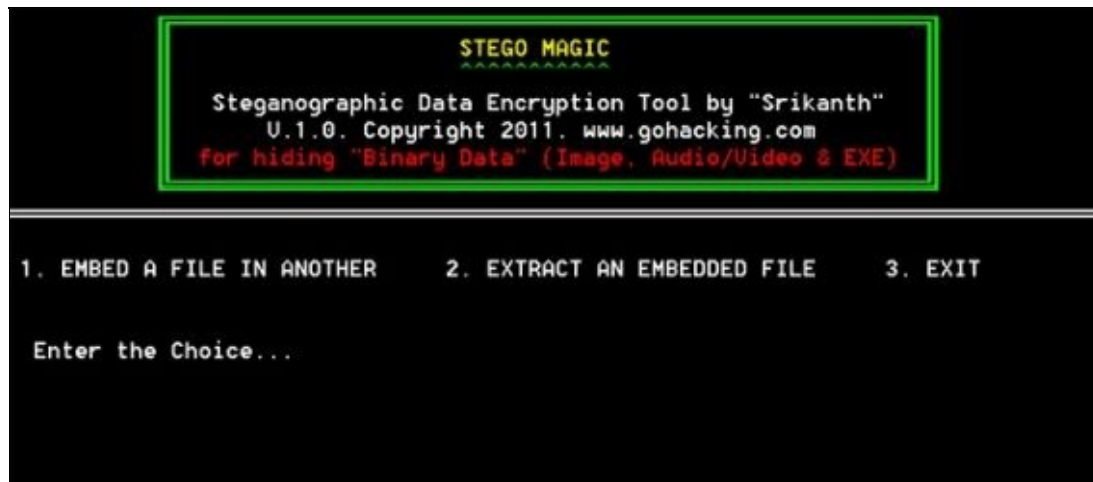 STEGO MAGIC
^^^^^^^^^^^
Steganographic Data Encryption Tool by "Srikanth"
V.1.0. Copyright 2011. www.gohacking.com
for hiding "Binary Data" (Image, Audio/Video & EXE)
1. EMBED A FILE IN ANOTHER 2. EXTRACT AN EMBEDDED FILE 3. EXIT
Enter the Choice...